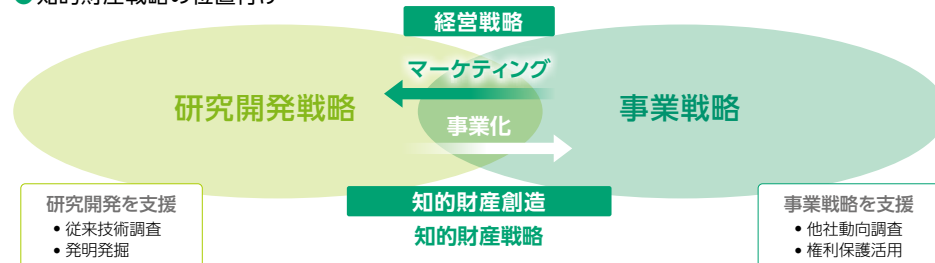 ●知的財産戦略の位置付け
経営戦略
マーケティング
研究開発戦略
事業戦略
事業化
知的財産創造
知的財産戦略
研究開発を支援
• 従来技術調査
• 発明発掘
事業戦略を支援
• 他社動向調査
• 権利保護活用